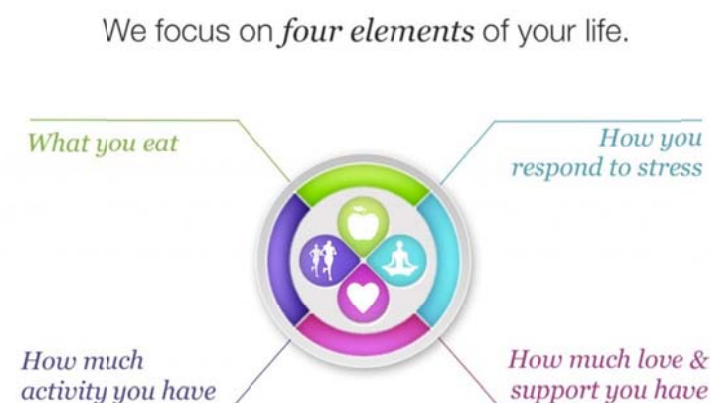 We focus on four elements of your life.
What you eat
How you
respond to stress
How much
activity you have
How much love &
support you have